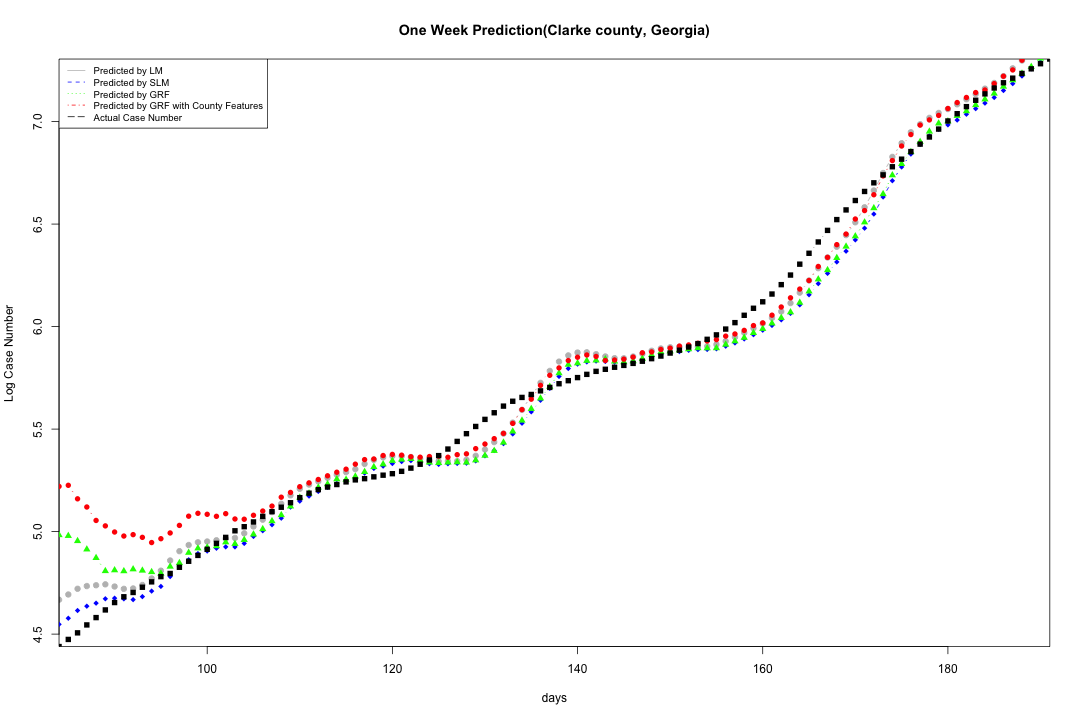 One Week Prediction(Clarke county, Georgia)
Predicted by LM
Predicted by SLM
Predicted by GRF
Predicted by GRF with County Features
Actual Case Number
Log Case Number
7.0
6.5
6.0
5.5
5.0
4.5
100 120 140 160 180
days